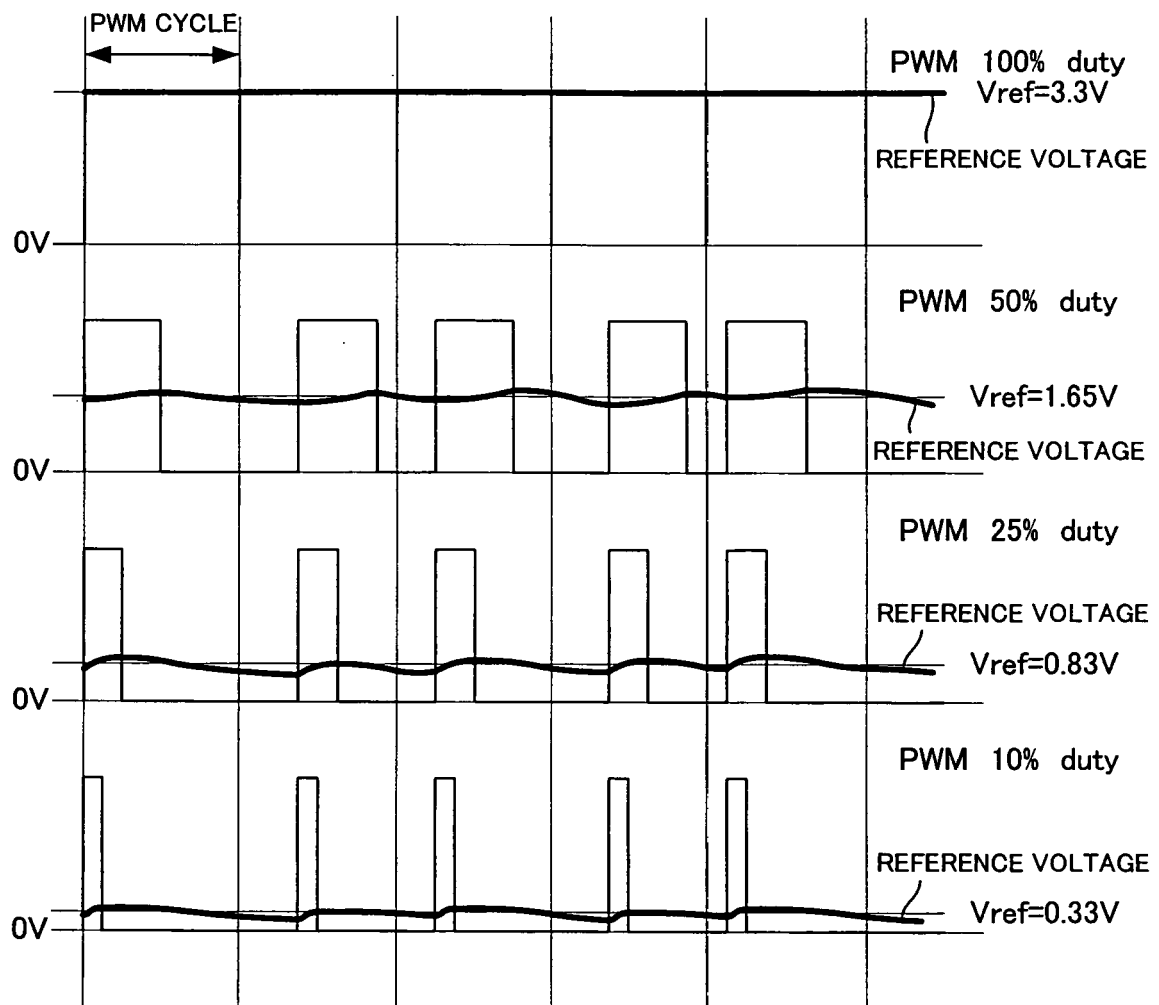 PWM CYCLE
PWM 100% duty
Vref=3.3V
REFERENCE VOLTAGE
0V
PWM 50% duty
Vref=1.65V
REFERENCE VOLTAGE
0V
PWM 25% duty
REFERENCE VOLTAGE
Vref=0.83V
0V
PWM 10% duty
REFERENCE VOLTAGE
Vref=0.33V
0V